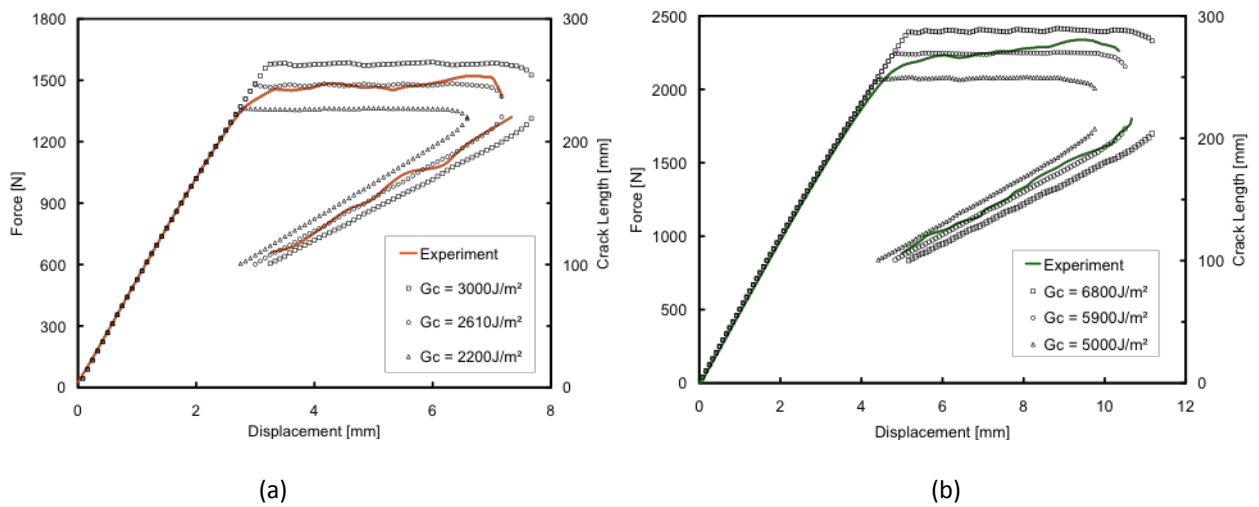 1800
1500
1200
900
600
300
0
Force [N]
0
2
4
6
8
Displacement [mm]
300
200
100
0
Crack Length [mm]
Experiment
Gc = 3000J/m²
Gc = 2610J/m²
Gc = 2200J/m²
(a)
2500
2000
1500
1000
500
0
Force [N]
0
2
4
6
8
10
12
Displacement [mm]
300
200
100
0
Crack Length [mm]
Experiment
Gc = 6800J/m²
Gc = 5900J/m²
Gc = 5000J/m²
(b)